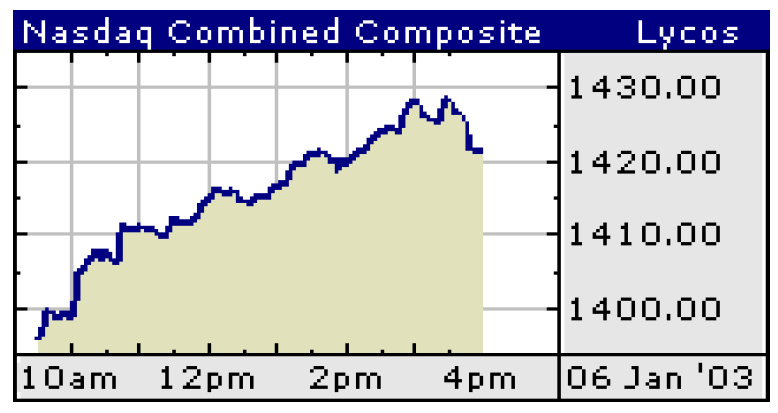 Nasdaq Combined Composite Lycos
1430.00
1420.00
1410.00
1400.00
10am 12pm 2pm 4pm 06 Jan '03